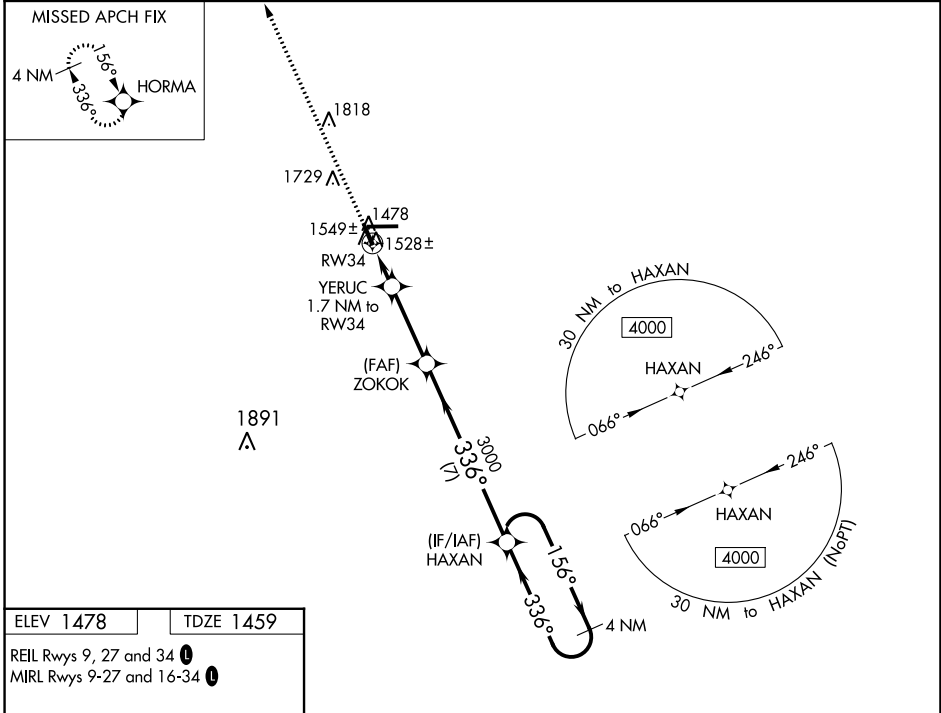 MISSED APCH FIX
4 NM
156°
336°
HORMA
1818
1729
1478
1549±
1528±
RW34
YERUC
1.7 NM to
RW34
(FAF)
ZOKOK
1891
3000
336°
(7)
(IF/IAF)
HAXAN
156°
336°
4 NM
30 NM to HAXAN
4000
HAXAN
246°
066°
246°
066°
HAXAN
4000
30 NM to HAXAN (NoPT)
ELEV 1478
TDZE 1459
REIL Rwys 9, 27 and 34 L
MIRL Rwys 9-27 and 16-34 L